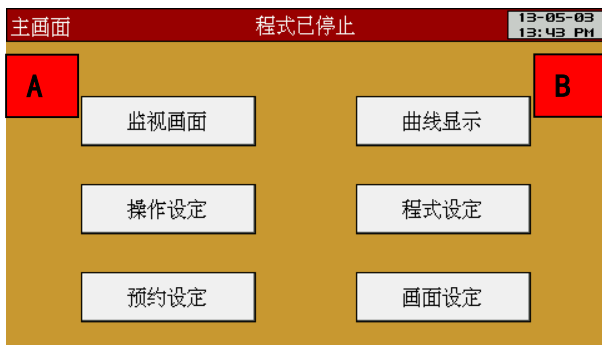 主画面 程式已停止 13-05-03
13:43 PM
A B
监视画面 曲线显示
操作设定 程式设定
预约设定 画面设定